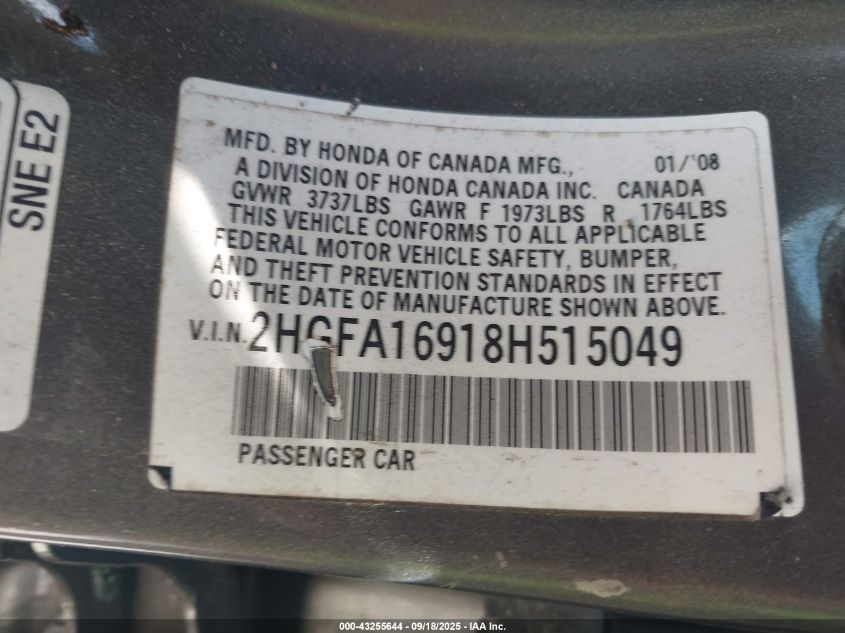 SNE E2
MFD. BY HONDA OF CANADA MFG., 01/'08
A DIVISION OF HONDA CANADA INC. CANADA
GVWR 3737LBS GAWR F 1973LBS R 1764LBS
THIS VEHICLE CONFORMS TO ALL APPLICABLE
FEDERAL MOTOR VEHICLE SAFETY, BUMPER,
AND THEFT PREVENTION STANDARDS IN EFFECT
ON THE DATE OF MANUFACTURE SHOWN ABOVE.
V.I.N. 2HGFA16918H515049
PASSENGER CAR
000-43255644 - 09/18/2025 - IAA Inc.